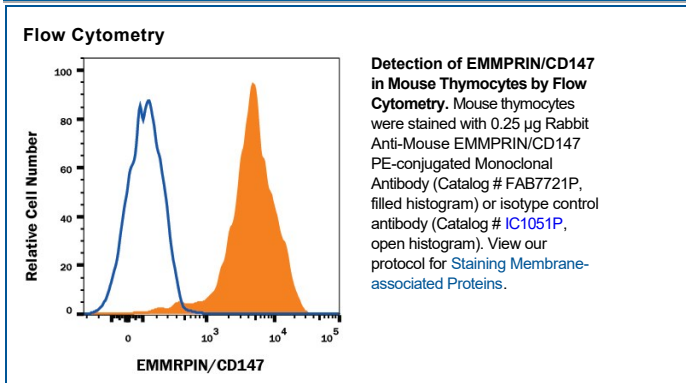 Flow Cytometry
100
80
60
40
20
0
Relative Cell Number
0
10³
10⁴
10⁵
EMMRPIN/CD147
Detection of EMMPRIN/CD147
in Mouse Thymocytes by Flow
Cytometry. Mouse thymocytes
were stained with 0.25 µg Rabbit
Anti-Mouse EMMPRIN/CD147
PE-conjugated Monoclonal
Antibody (Catalog # FAB7721P,
filled histogram) or isotype control
antibody (Catalog # IC1051P,
open histogram). View our
protocol for Staining Membrane-
associated Proteins.